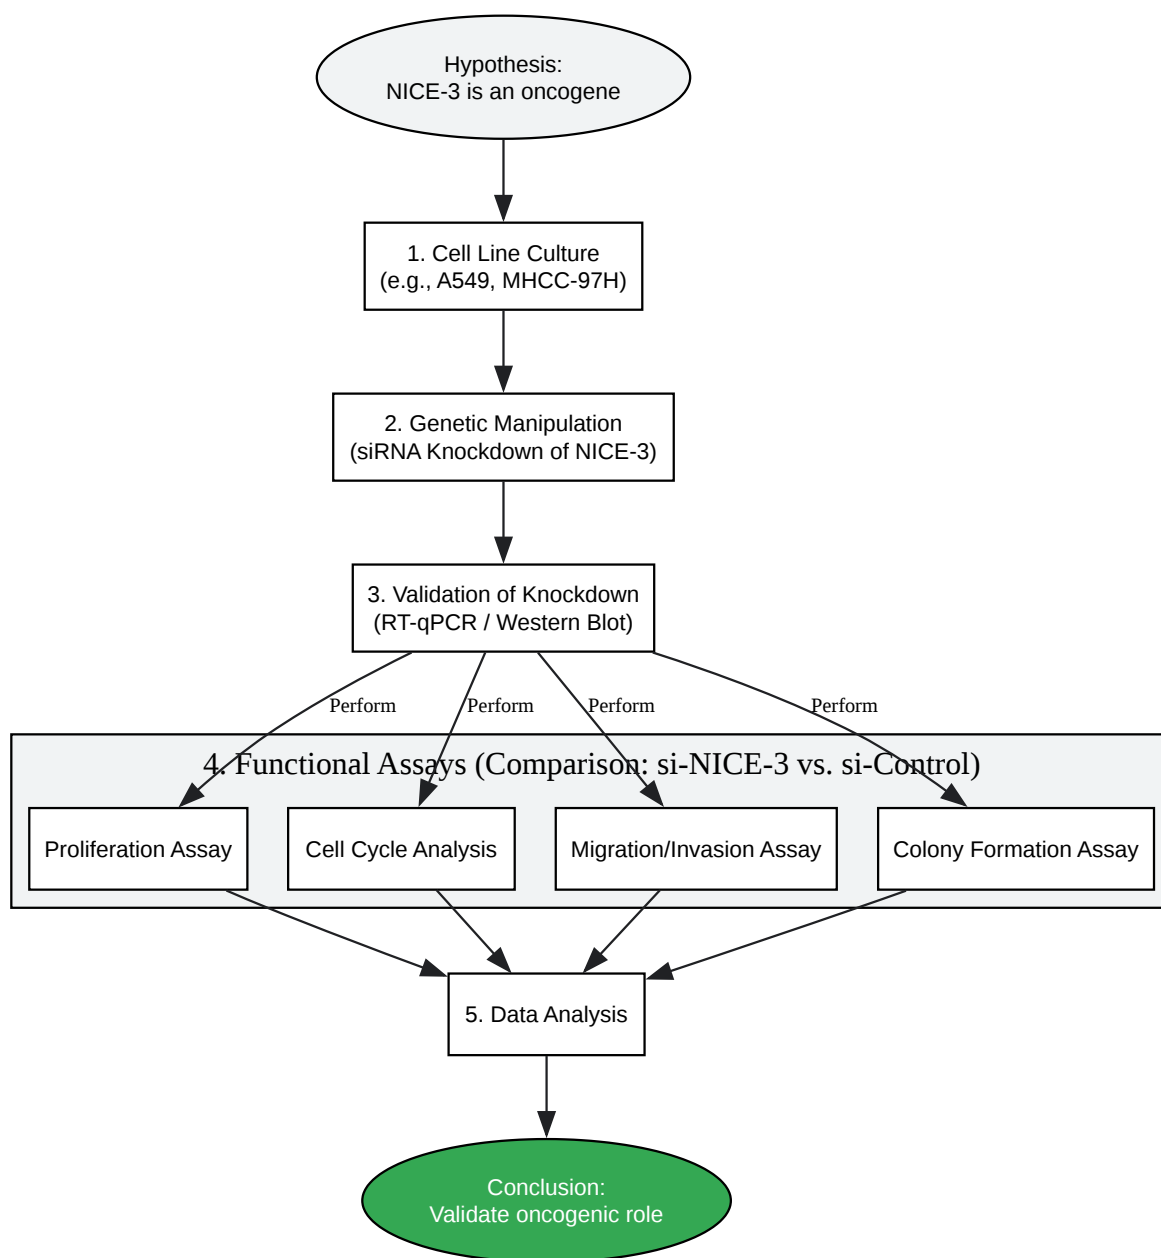 Hypothesis:
NICE-3 is an oncogene
1. Cell Line Culture
(e.g., A549, MHCC-97H)
2. Genetic Manipulation
(siRNA Knockdown of NICE-3)
3. Validation of Knockdown
(RT-qPCR / Western Blot)
Perform
Perform
Perform
Perform
4. Functional Assays (Comparison: si-NICE-3 vs. si-Control)
Proliferation Assay
Cell Cycle Analysis
Migration/Invasion Assay
Colony Formation Assay
5. Data Analysis
Conclusion:
Validate oncogenic role